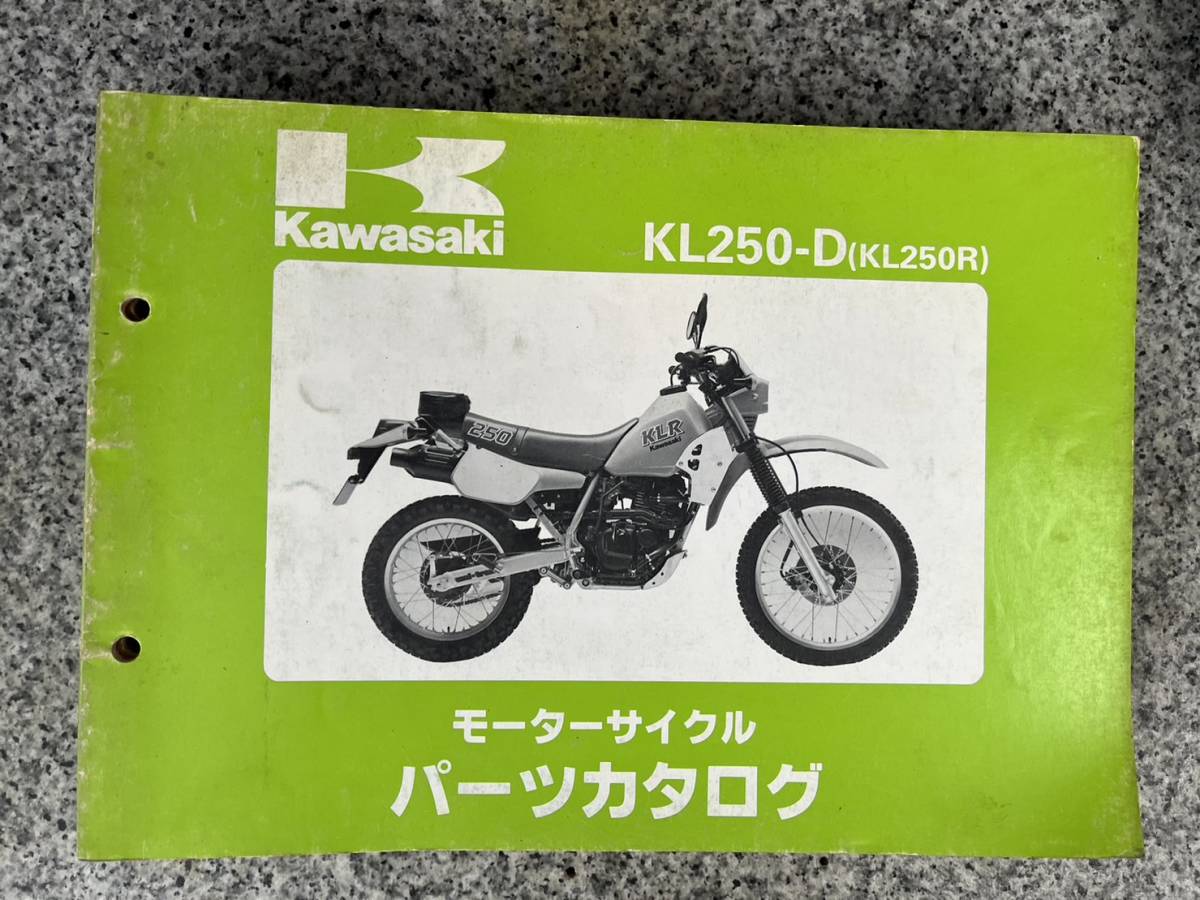 Kawasaki
KL250-D(KL250R)
250
KLR
Kawasaki
モーターサイクル
パーツカタログ